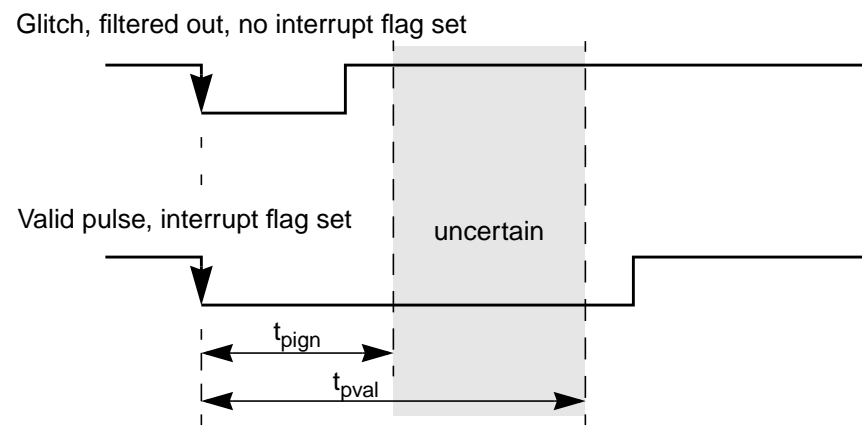 Glitch, filtered out, no interrupt flag set
Valid pulse, interrupt flag set
uncertain
tpign
tpval